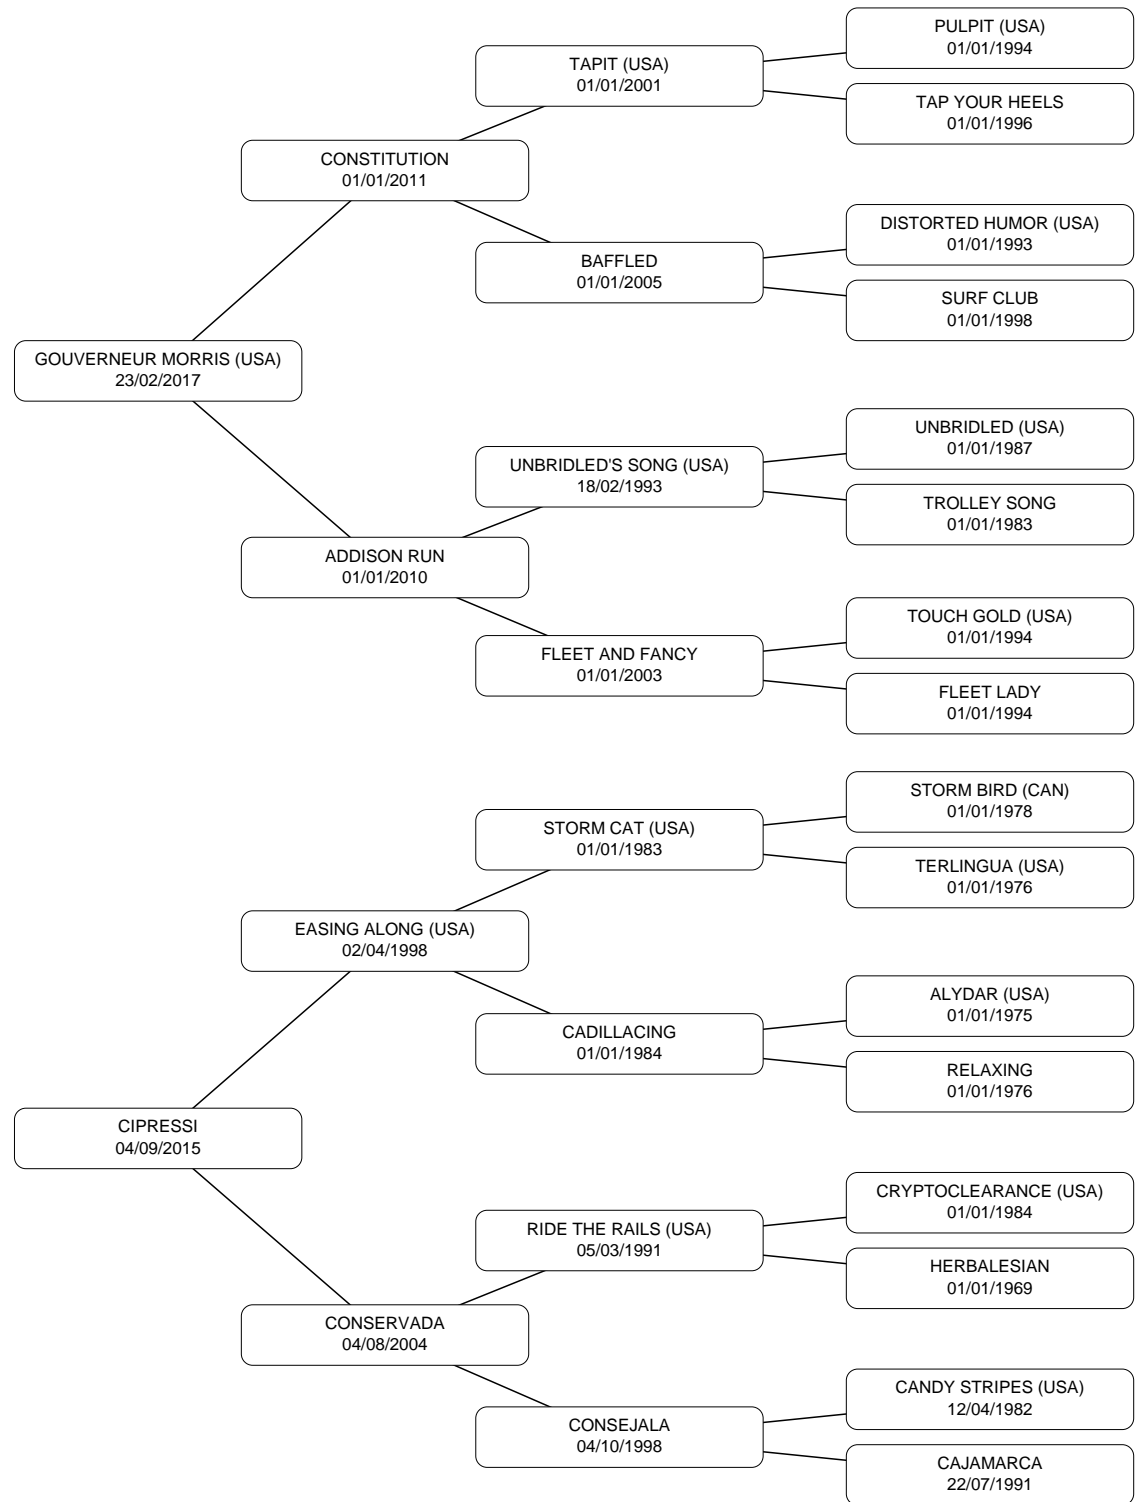 PULPIT (USA)
01/01/1994
TAPIT (USA)
01/01/2001
TAP YOUR HEELS
01/01/1996
CONSTITUTION
01/01/2011
DISTORTED HUMOR (USA)
01/01/1993
BAFFLED
01/01/2005
SURF CLUB
01/01/1998
GOUVERNEUR MORRIS (USA)
23/02/2017
UNBRIDLED (USA)
01/01/1987
UNBRIDLED'S SONG (USA)
18/02/1993
TROLLEY SONG
01/01/1983
ADDISON RUN
01/01/2010
TOUCH GOLD (USA)
01/01/1994
FLEET AND FANCY
01/01/2003
FLEET LADY
01/01/1994
STORM BIRD (CAN)
01/01/1978
STORM CAT (USA)
01/01/1983
TERLINGUA (USA)
01/01/1976
EASING ALONG (USA)
02/04/1998
ALYDAR (USA)
01/01/1975
CADILLACING
01/01/1984
RELAXING
01/01/1976
CIPRESSI
04/09/2015
CRYPTOCLEARANCE (USA)
01/01/1984
RIDE THE RAILS (USA)
05/03/1991
HERBALESIAN
01/01/1969
CONSERVADA
04/08/2004
CANDY STRIPES (USA)
12/04/1982
CONSEJALA
04/10/1998
CAJAMARCA
22/07/1991